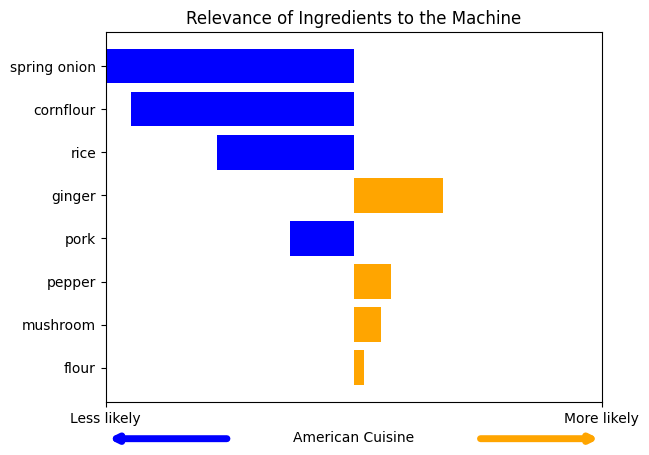 Relevance of Ingredients to the Machine
spring onion
cornflour
rice
ginger
pork
pepper
mushroom
flour
Less likely
More likely
American Cuisine